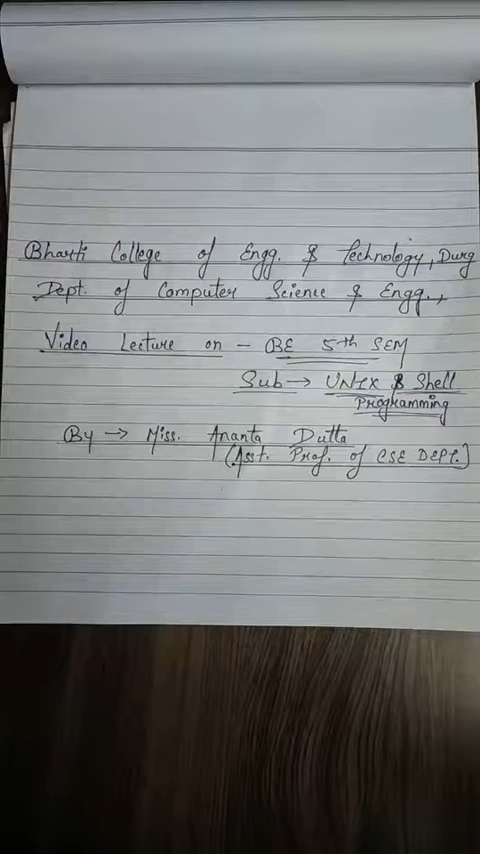 Bharti College of Engg. & Technology, Durg
Dept. of Computer Science & Engg.,
Video Lecture on - BE 5th SEM
Sub → UNIX & Shell
Programming
By → Miss. Ananta Dutta
(Asst. Prof. of CSE DEPT.)